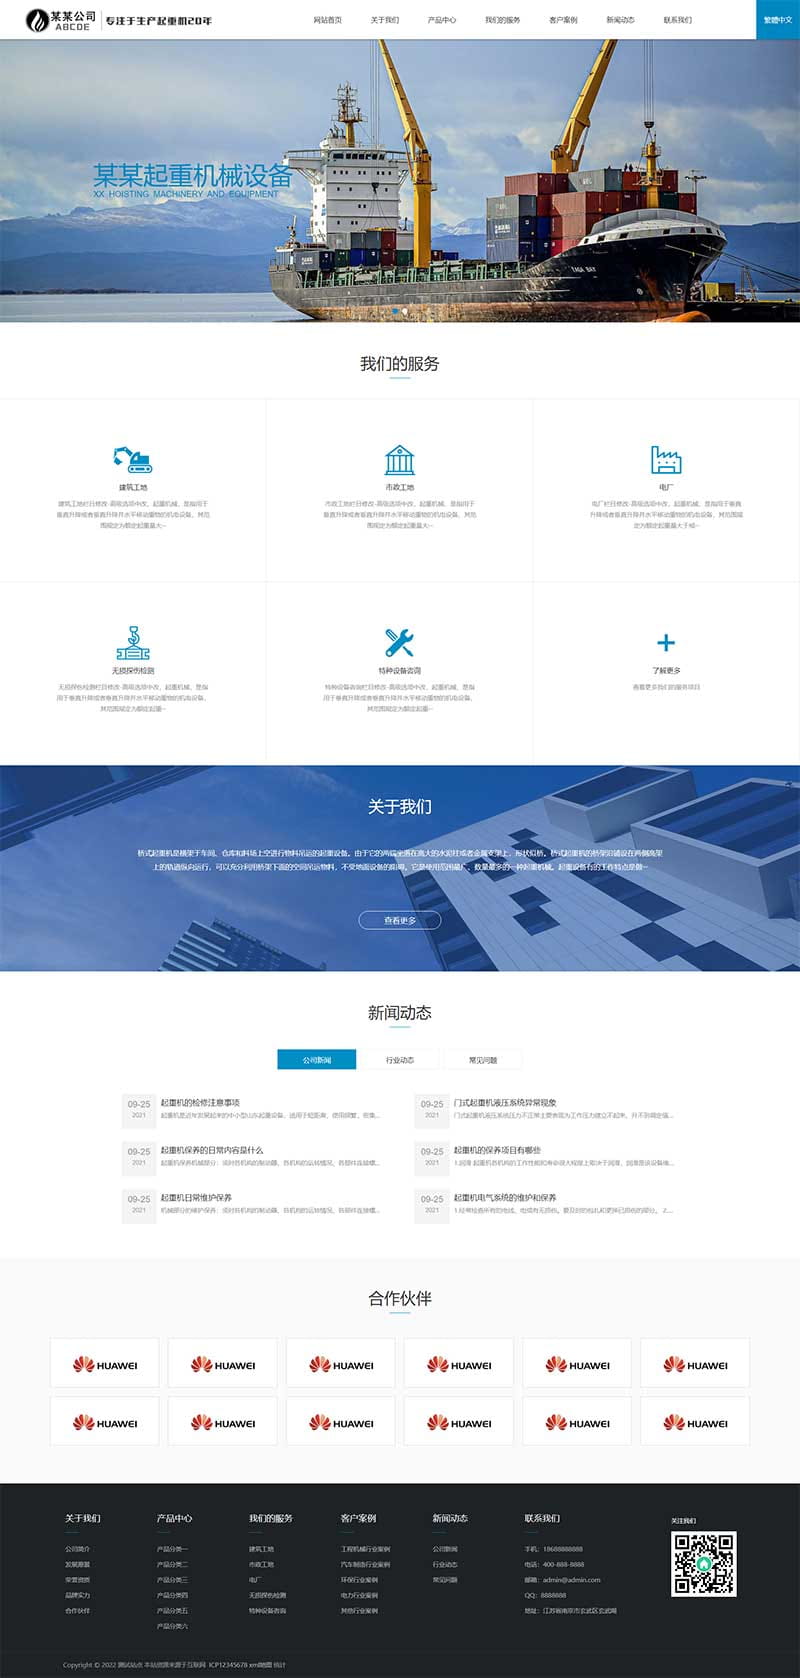 某某公司
ABCDE
专注于生产起重机20年
网站首页
关于我们
产品中心
我们的服务
客户案例
新闻动态
联系我们
繁體中文
某某起重机械设备
XX HOISTING MACHINERY AND EQUIPMENT
TAGA BAY
我们的服务
建筑工地
建筑工地栏目修改-高级选项中改，起重机械，是指用于
垂直升降或者垂直升降并水平移动重物的机电设备，其范
围规定为额定起重量大···
市政工地
市政工地栏目修改-高级选项中改，起重机械，是指用于
垂直升降或者垂直升降并水平移动重物的机电设备，其范
围规定为额定起重量大···
电厂
电厂栏目修改-高级选项中改，起重机械，是指用于垂直
升降或者垂直升降并水平移动重物的机电设备，其范围规
定为额定起重量大于或···
无损探伤检测
无损探伤检测栏目修改-高级选项中改，起重机械，是指
用于垂直升降或者垂直升降并水平移动重物的机电设备，
其范围规定为额定起重···
特种设备咨询
特种设备咨询栏目修改-高级选项中改，起重机械，是指
用于垂直升降或者垂直升降并水平移动重物的机电设备，
其范围规定为额定起重···
了解更多
查看更多我们的服务项目
关于我们
桥式起重机是横架于车间、仓库和料场上空进行物料吊运的起重设备。由于它的两端坐落在高大的水泥柱或者金属支架上，形状似桥。桥式起重机的桥架沿铺设在两侧高架
上的轨道纵向运行，可以充分利用桥架下面的空间吊运物料，不受地面设备的阻碍。它是使用范围最广、数量最多的一种起重机械。起重设备有的工作特点是做···
查看更多
新闻动态
公司新闻
行业动态
常见问题
09-25
2021
起重机的检修注意事项
起重机是近年发展起来的中小型山东起重设备，适用于短距离，使用频繁，密集...
09-25
2021
门式起重机液压系统异常现象
门式起重机液压系统压力不正常主要表现为工作压力建立不起来，升不到调定值...
09-25
2021
起重机保养的日常内容是什么
起重机保养机械部分：须对各机构的制动器，各机构的运转情况，各部件连接螺...
09-25
2021
起重机的保养项目有哪些
1.润滑 起重机各机构的工作性能和寿命很大程度上取决于润滑，润滑是该设备维...
09-25
2021
起重机日常维护保养
机械部分的维护保养：须对各机构的制动器，各机构的运转情况，各部件连接螺...
09-25
2021
起重机电气系统的维护和保养
1.经常检查所有的电线、电缆有无损伤。要及时的包扎和更换已损伤的部分。 2....
合作伙伴
HUAWEI
HUAWEI
HUAWEI
HUAWEI
HUAWEI
HUAWEI
HUAWEI
HUAWEI
HUAWEI
HUAWEI
HUAWEI
HUAWEI
关于我们
公司简介
发展愿景
荣誉资质
品牌实力
合作伙伴
产品中心
产品分类一
产品分类二
产品分类三
产品分类四
产品分类五
产品分类六
我们的服务
建筑工地
市政工地
电厂
无损探伤检测
特种设备咨询
客户案例
工程机械行业案例
汽车制造行业案例
环保行业案例
电力行业案例
其他行业案例
新闻动态
公司新闻
行业动态
常见问题
联系我们
手机：18688888888
电话：400-888-8888
邮箱：admin@admin.com
QQ：8888888
地址：江苏省南京市玄武区玄武湖
关注我们
Copyright © 2022 测试站点 本站资源来源于互联网 ICP12345678 xml地图 统计